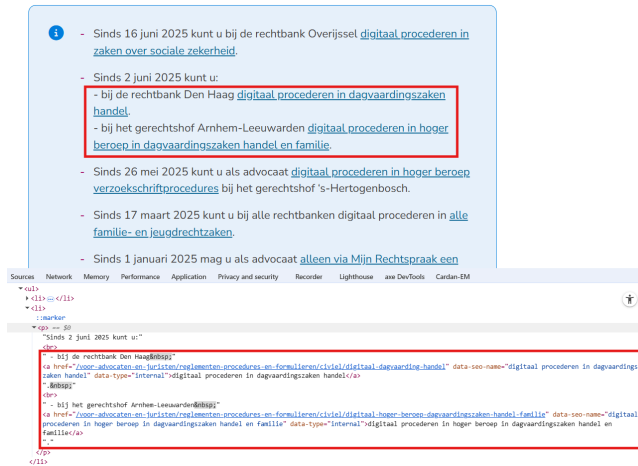 - Sinds 16 juni 2025 kunt u bij de rechtbank Overijssel digitaal procederen in
zaken over sociale zekerheid.
- Sinds 2 juni 2025 kunt u:
- bij de rechtbank Den Haag digitaal procederen in dagvaardingszaken
handel.
- bij het gerechtshof Arnhem-Leeuwarden digitaal procederen in hoger
beroep in dagvaardingszaken handel en familie.
- Sinds 26 mei 2025 kunt u als advocaat digitaal procederen in hoger beroep
verzoekschriftprocedures bij het gerechtshof 's-Hertogenbosch.
- Sinds 17 maart 2025 kunt u bij alle rechtbanken digitaal procederen in alle
familie- en jeugdrechtzaken.
- Sinds 1 januari 2025 mag u als advocaat alleen via Mijn Rechtspraak een
Sources Network Memory Performance Application Privacy and security Recorder Lighthouse axe DevTools Cardan-EM
<ul>
<li> … </li>
<li>
::marker
<p> == $0
"Sinds 2 juni 2025 kunt u:"
<br>
" - bij de rechtbank Den Haag&nbsp;"
<a href="/voor-advocaten-en-juristen/reglementen-procedures-en-formulieren/civiel/digitaal-dagvaarding-handel" data-seo-name="digitaal procederen in dagvaardings
zaken handel" data-type="internal">digitaal procederen in dagvaardingszaken handel</a>
".&nbsp;"
<br>
" - bij het gerechtshof Arnhem-Leeuwarden&nbsp;"
<a href="/voor-advocaten-en-juristen/reglementen-procedures-en-formulieren/civiel/digitaal-hoger-beroep-dagvaardingszaken-handel-familie" data-seo-name="digitaal
procederen in hoger beroep in dagvaardingszaken handel en familie" data-type="internal">digitaal procederen in hoger beroep in dagvaardingszaken handel en
familie</a>
"."
</p>
</li>